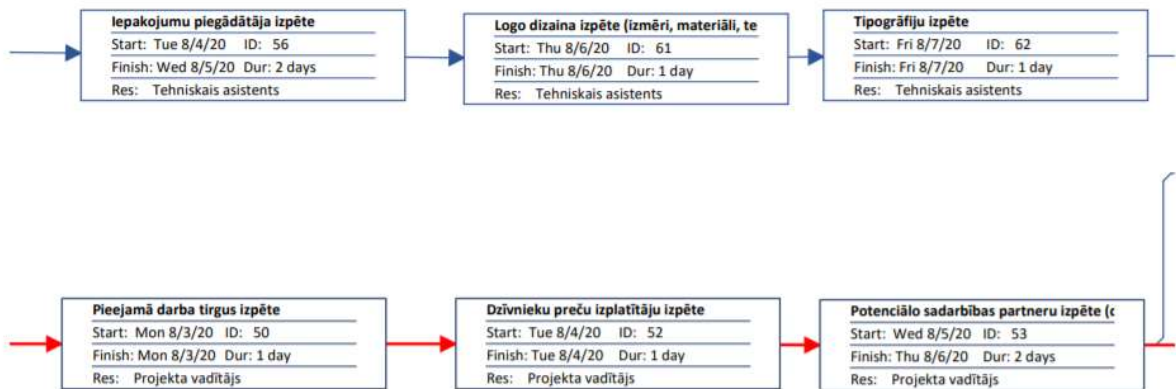 Iepakojumu piegādātāja izpēte
Start: Tue 8/4/20 ID: 56
Finish: Wed 8/5/20 Dur: 2 days
Res: Tehniskais asistents
Logo dizaina izpēte (izmēri, materiāli, te
Start: Thu 8/6/20 ID: 61
Finish: Thu 8/6/20 Dur: 1 day
Res: Tehniskais asistents
Tipogrāfiju izpēte
Start: Fri 8/7/20 ID: 62
Finish: Fri 8/7/20 Dur: 1 day
Res: Tehniskais asistents
Pieejamā darba tirgus izpēte
Start: Mon 8/3/20 ID: 50
Finish: Mon 8/3/20 Dur: 1 day
Res: Projekta vadītājs
Dzīvnieku preču izplatītāju izpēte
Start: Tue 8/4/20 ID: 52
Finish: Tue 8/4/20 Dur: 1 day
Res: Projekta vadītājs
Potenciālo sadarbības partneru izpēte (c
Start: Wed 8/5/20 ID: 53
Finish: Thu 8/6/20 Dur: 2 days
Res: Projekta vadītājs